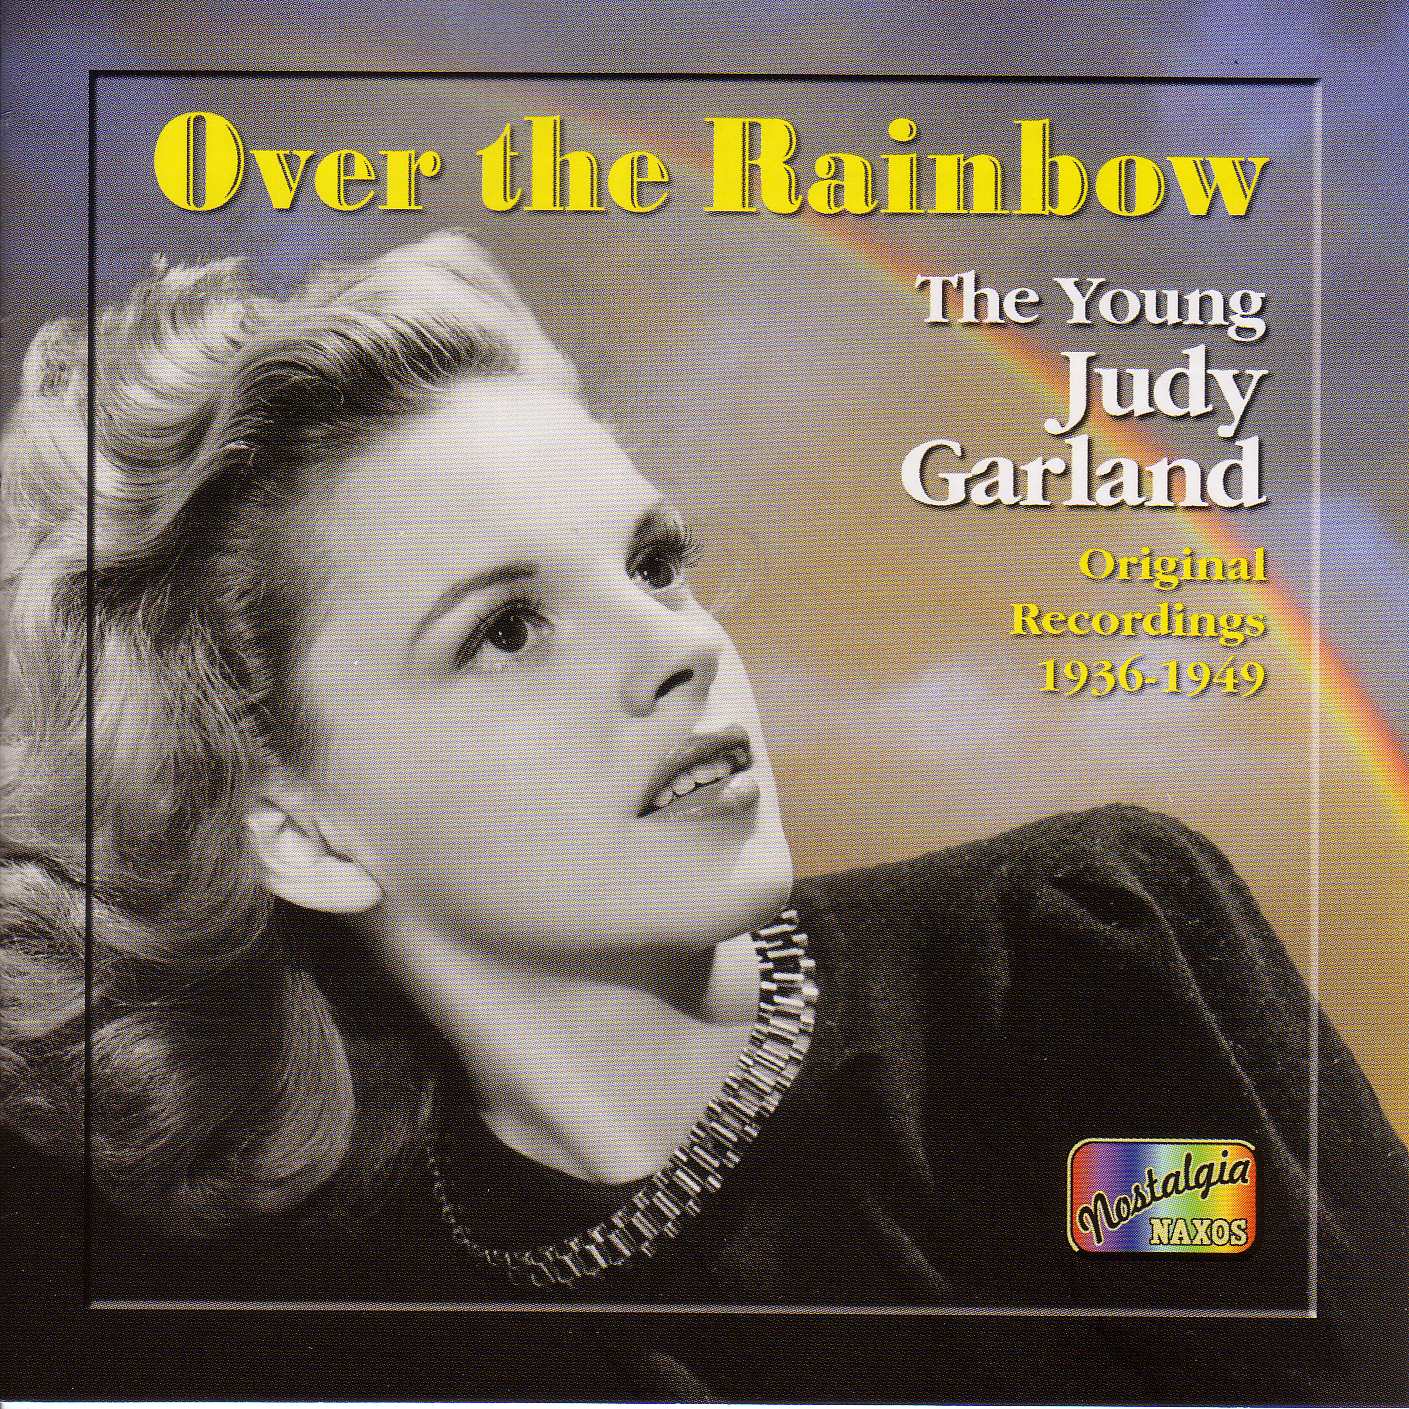 Over the Rainbow
The Young
Judy
Garland
Original
Recordings
1936-1949
Nostalgia
NAXOS